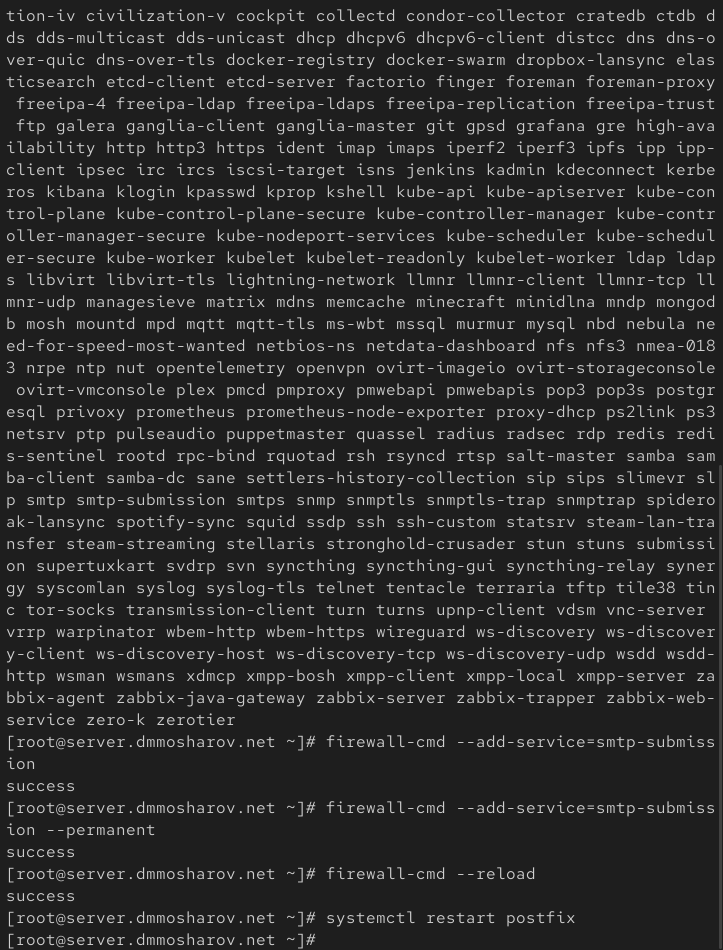 tion-iv civilization-v cockpit collectd condor-collector cratedb ctdb d
ds dds-multicast dds-unicast dhcp dhcpv6 dhcpv6-client distcc dns dns-o
ver-quic dns-over-tls docker-registry docker-swarm dropbox-lansync elas
ticsearch etcd-client etcd-server factorio finger foreman foreman-proxy
 freeipa-4 freeipa-ldap freeipa-ldaps freeipa-replication freeipa-trust
 ftp galera ganglia-client ganglia-master git gpsd grafana gre high-ava
ilability http http3 https ident imap imaps iperf2 iperf3 ipfs ipp ipp-
client ipsec irc ircs iscsi-target isns jenkins kadmin kdeconnect kerbe
ros kibana klogin kpasswd kprop kshell kube-api kube-apiserver kube-con
trol-plane kube-control-plane-secure kube-controller-manager kube-contr
oller-manager-secure kube-nodeport-services kube-scheduler kube-schedul
er-secure kube-worker kubelet kubelet-readonly kubelet-worker ldap ldap
s libvirt libvirt-tls lightning-network llmnr llmnr-client llmnr-tcp ll
mnr-udp managesieve matrix mdns memcache minecraft minidlna mndp mongod
b mosh mountd mpd mqtt mqtt-tls ms-wbt mssql murmur mysql nbd nebula ne
ed-for-speed-most-wanted netbios-ns netdata-dashboard nfs nfs3 nmea-018
3 nrpe ntp nut opentelemetry openvpn ovirt-imageio ovirt-storageconsole
 ovirt-vmconsole plex pmcd pmproxy pmwebapi pmwebapis pop3 pop3s postgr
esql privoxy prometheus prometheus-node-exporter proxy-dhcp ps2link ps3
netsrv ptp pulseaudio puppetmaster quassel radius radsec rdp redis redi
s-sentinel rootd rpc-bind rquotad rsh rsyncd rtsp salt-master samba sam
ba-client samba-dc sane settlers-history-collection sip sips slimevr sl
p smtp smtp-submission smtps snmp snmptls snmptls-trap snmptrap spidero
ak-lansync spotify-sync squid ssdp ssh ssh-custom statsrv steam-lan-tra
nsfer steam-streaming stellaris stronghold-crusader stun stuns submissi
on supertuxkart svdrp svn syncthing syncthing-gui syncthing-relay syner
gy syscomlan syslog syslog-tls telnet tentacle terraria tftp tile38 tin
c tor-socks transmission-client turn turns upnp-client vdsm vnc-server
vrrp warpinator wbem-http wbem-https wireguard ws-discovery ws-discover
y-client ws-discovery-host ws-discovery-tcp ws-discovery-udp wsdd wsdd-
http wsman wsmans xdmcp xmpp-bosh xmpp-client xmpp-local xmpp-server za
bbix-agent zabbix-java-gateway zabbix-server zabbix-trapper zabbix-web-
service zero-k zerotier
[root@server.dmmosharov.net ~]# firewall-cmd --add-service=smtp-submiss
ion
success
[root@server.dmmosharov.net ~]# firewall-cmd --add-service=smtp-submiss
ion --permanent
success
[root@server.dmmosharov.net ~]# firewall-cmd --reload
success
[root@server.dmmosharov.net ~]# systemctl restart postfix
[root@server.dmmosharov.net ~]#